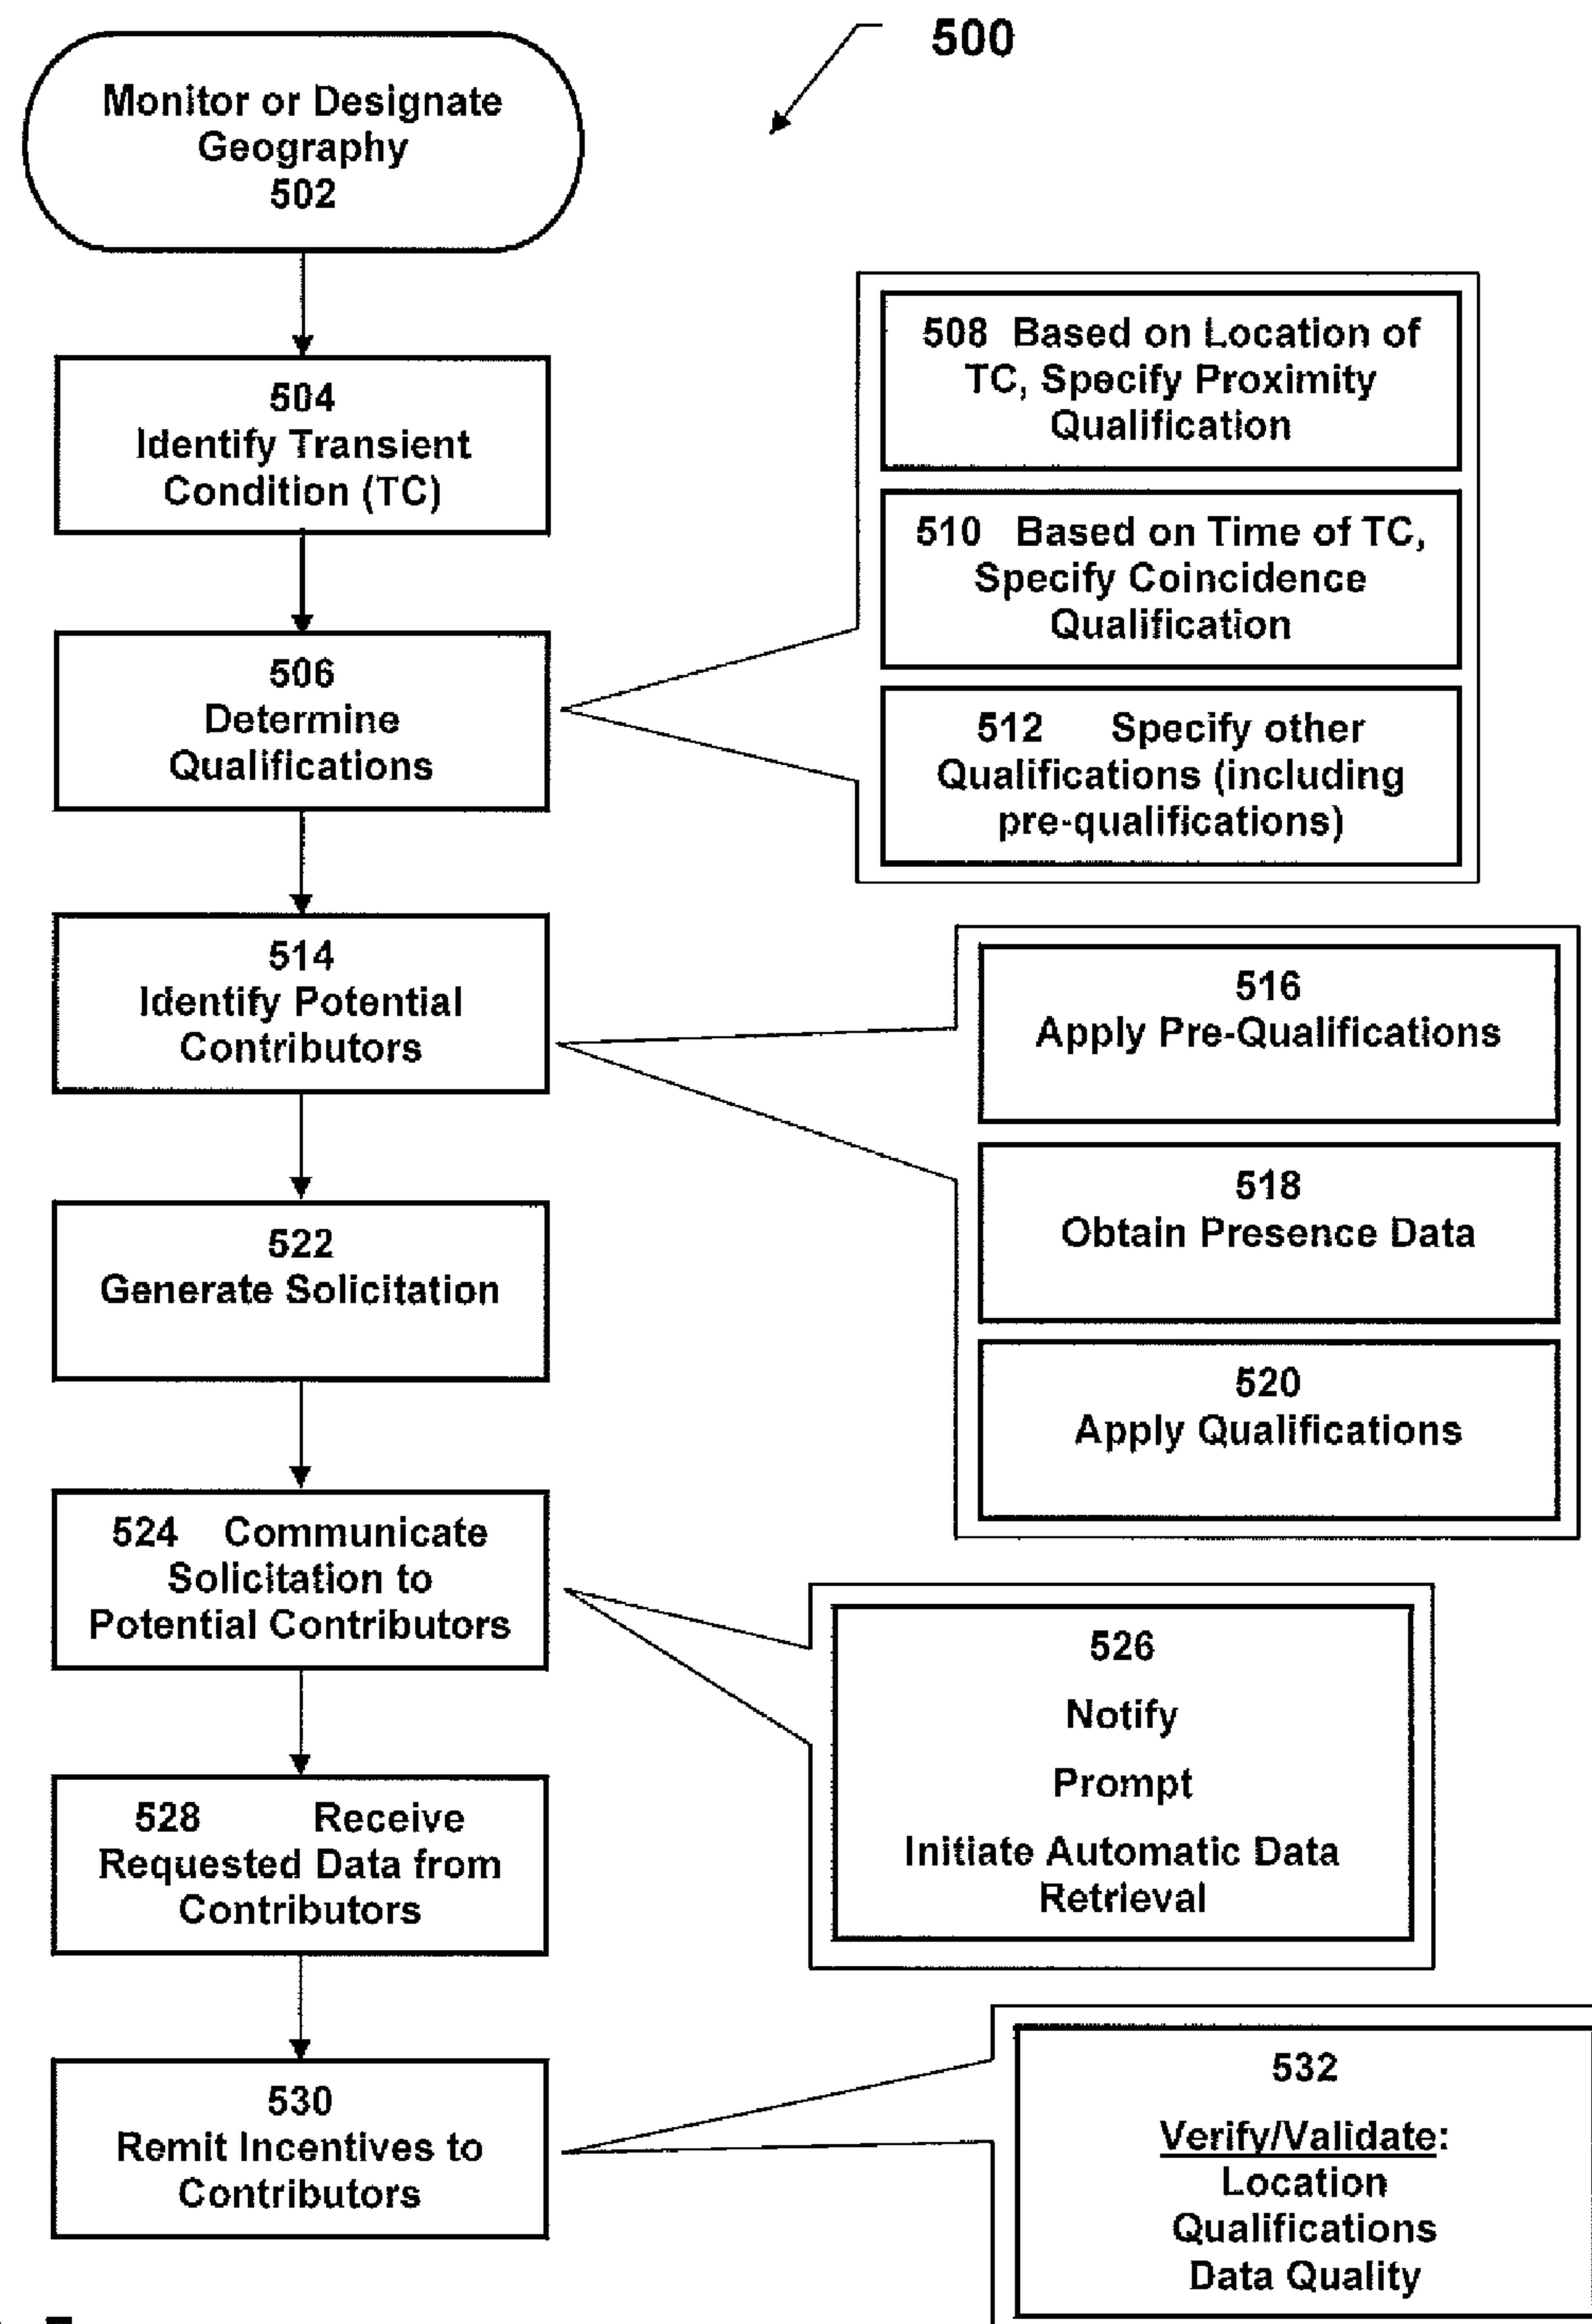 500
Monitor or Designate
Geography
502
504
Identify Transient
Condition (TC)
506
Determine
Qualifications
508 Based on Location of
TC, Specify Proximity
Qualification
510 Based on Time of TC,
Specify Coincidence
Qualification
512 Specify other
Qualifications (including
pre-qualifications)
514
Identify Potential
Contributors
516
Apply Pre-Qualifications
518
Obtain Presence Data
520
Apply Qualifications
522
Generate Solicitation
524 Communicate
Solicitation to
Potential Contributors
526
Notify
Prompt
Initiate Automatic Data
Retrieval
528 Receive
Requested Data from
Contributors
530
Remit Incentives to
Contributors
532
Verify/Validate:
Location
Qualifications
Data Quality